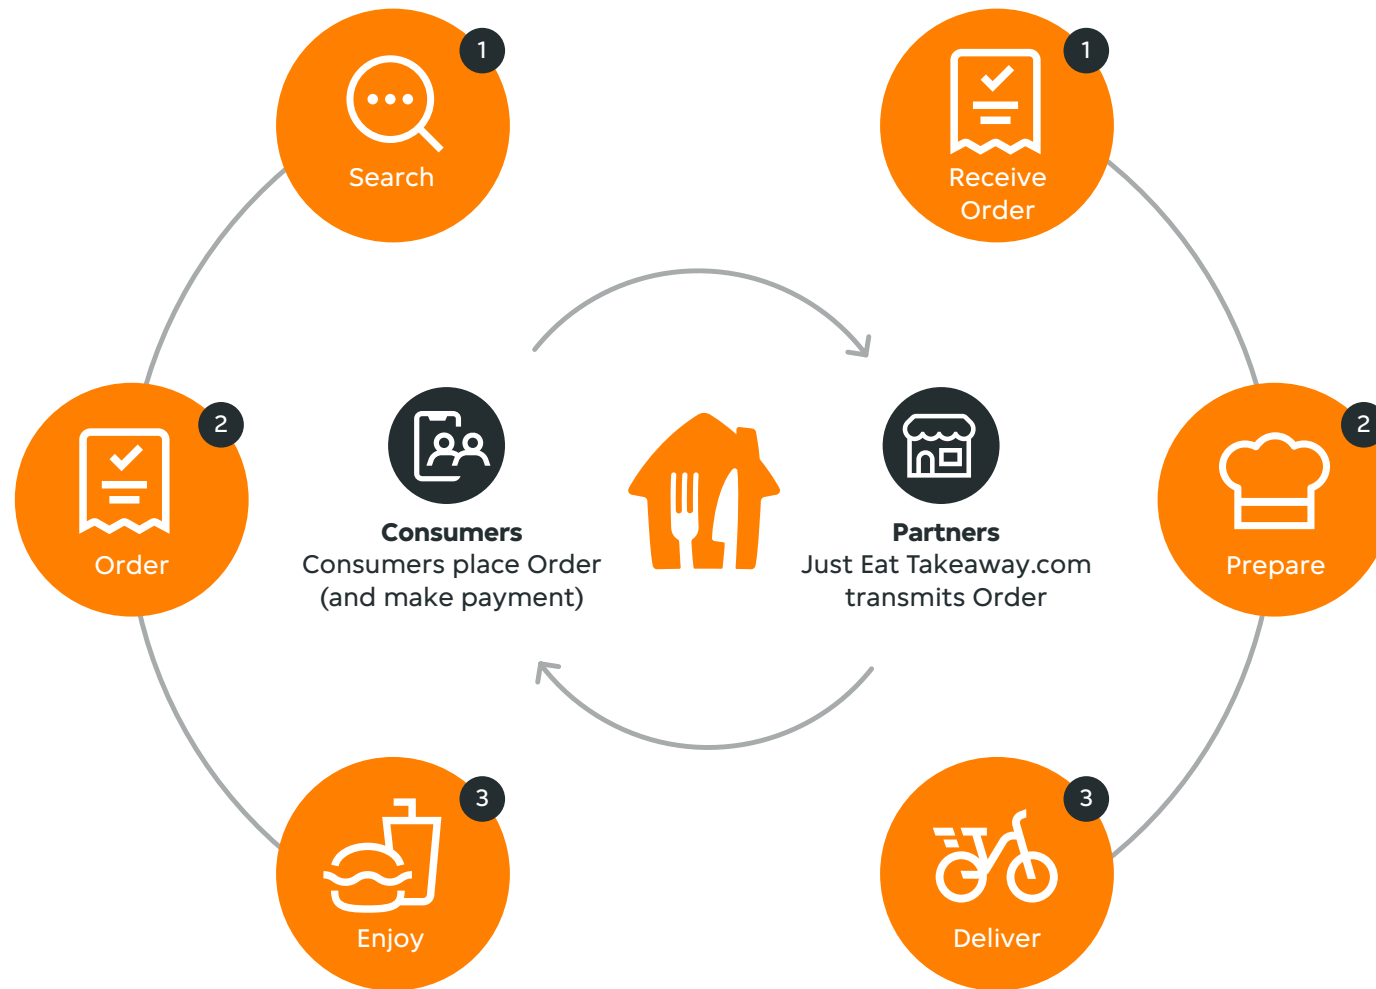 1
Search
2
Order
3
Enjoy
Consumers
Consumers place Order
(and make payment)
Partners
Just Eat Takeaway.com
transmits Order
1
Receive
Order
2
Prepare
3
Deliver